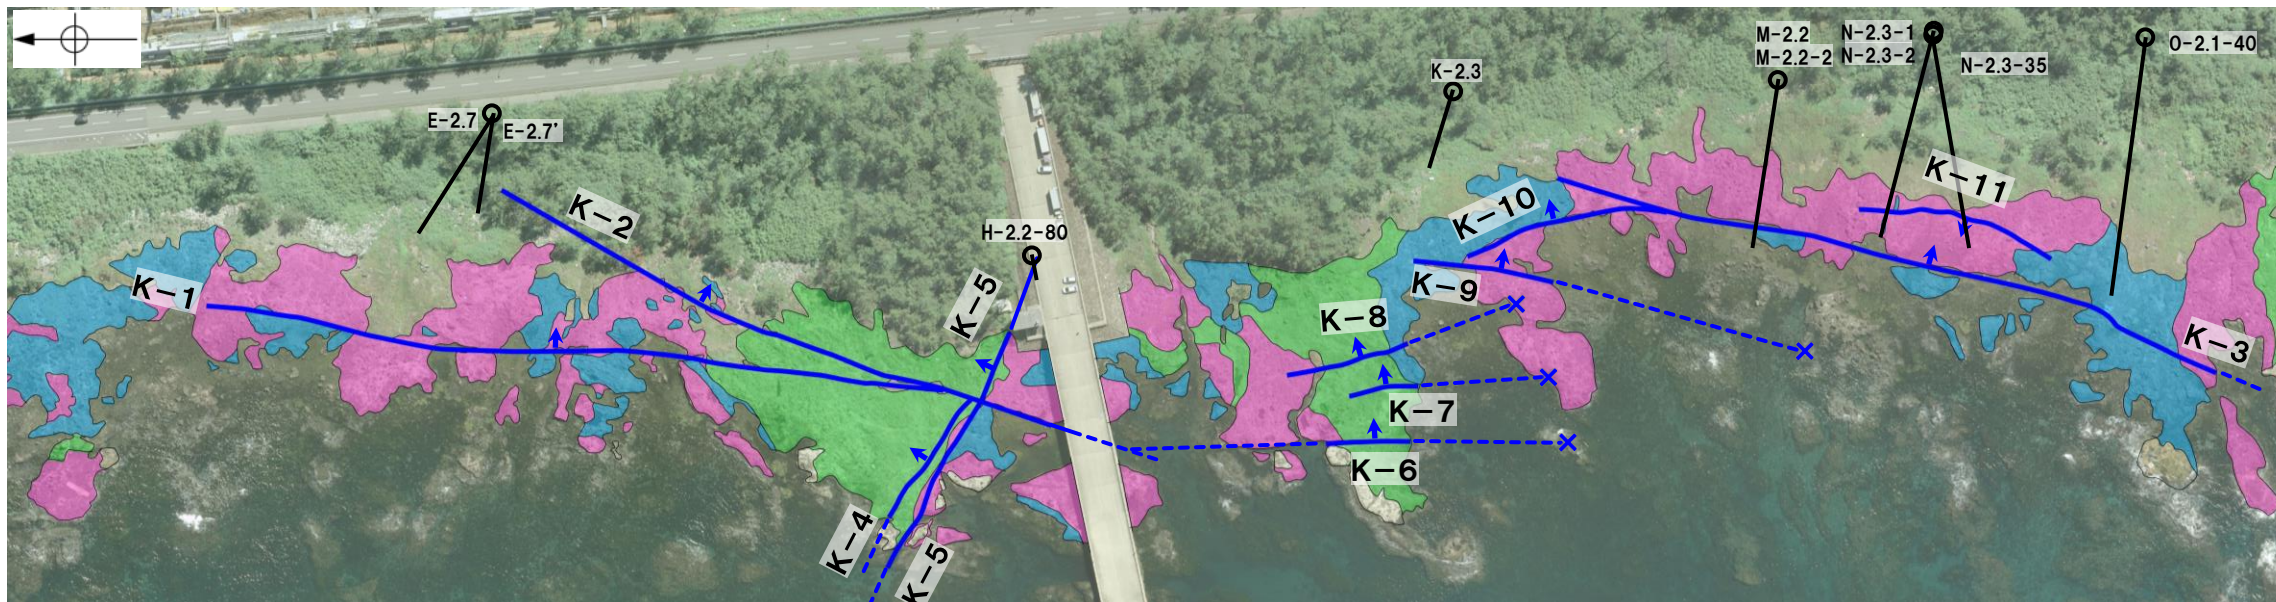 M-2.2
M-2.2-2
N-2.3-1
N-2.3-2
N-2.3-35
O-2.1-40
K-2.3
E-2.7
E-2.7'
K-2
K-11
K-10
H-2.2-80
K-1
K-5
K-9
K-8
K-3
K-7
K-6
K-4
K-5